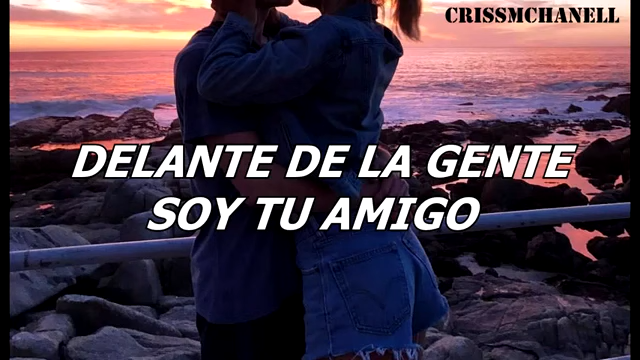 CRISSMCHANELL
DELANTE DE LA GENTE
SOY TU AMIGO